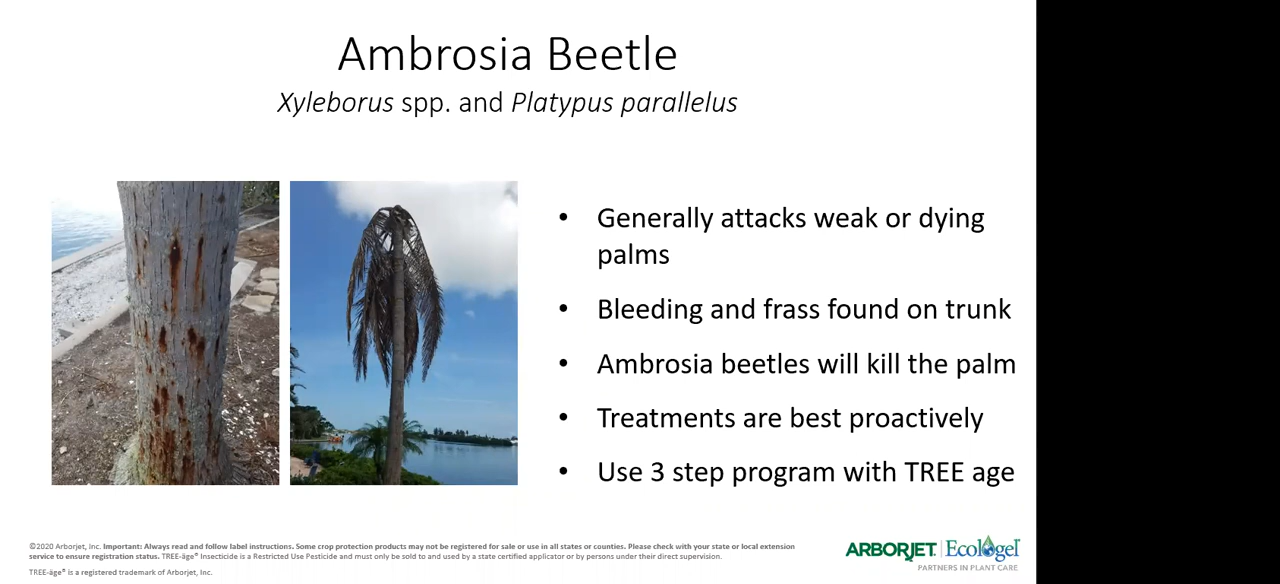 Ambrosia Beetle
Xyleborus spp. and Platypus parallelus
• Generally attacks weak or dying
palms
• Bleeding and frass found on trunk
• Ambrosia beetles will kill the palm
• Treatments are best proactively
• Use 3 step program with TREE age
©2020 Arborjet, Inc. Important: Always read and follow label instructions. Some crop protection products may not be registered for sale or use in all states or counties. Please check with your state or local extension
service to ensure registration status. TREE-äge® Insecticide is a Restricted Use Pesticide and must only be sold to and used by a state certified applicator or by persons under their direct supervision.
TREE-äge® is a registered trademark of Arborjet, Inc.
ARBORJET. Ecologel
PARTNERS IN PLANT CARE